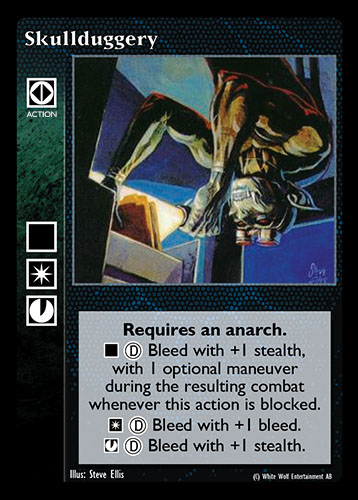 Skullduggery
ACTION
Requires an anarch.
D Bleed with +1 stealth,
with 1 optional maneuver
during the resulting combat
whenever this action is blocked.
D Bleed with +1 bleed.
D Bleed with +1 stealth.
Illus: Steve Ellis
(C) White Wolf Entertainment AB